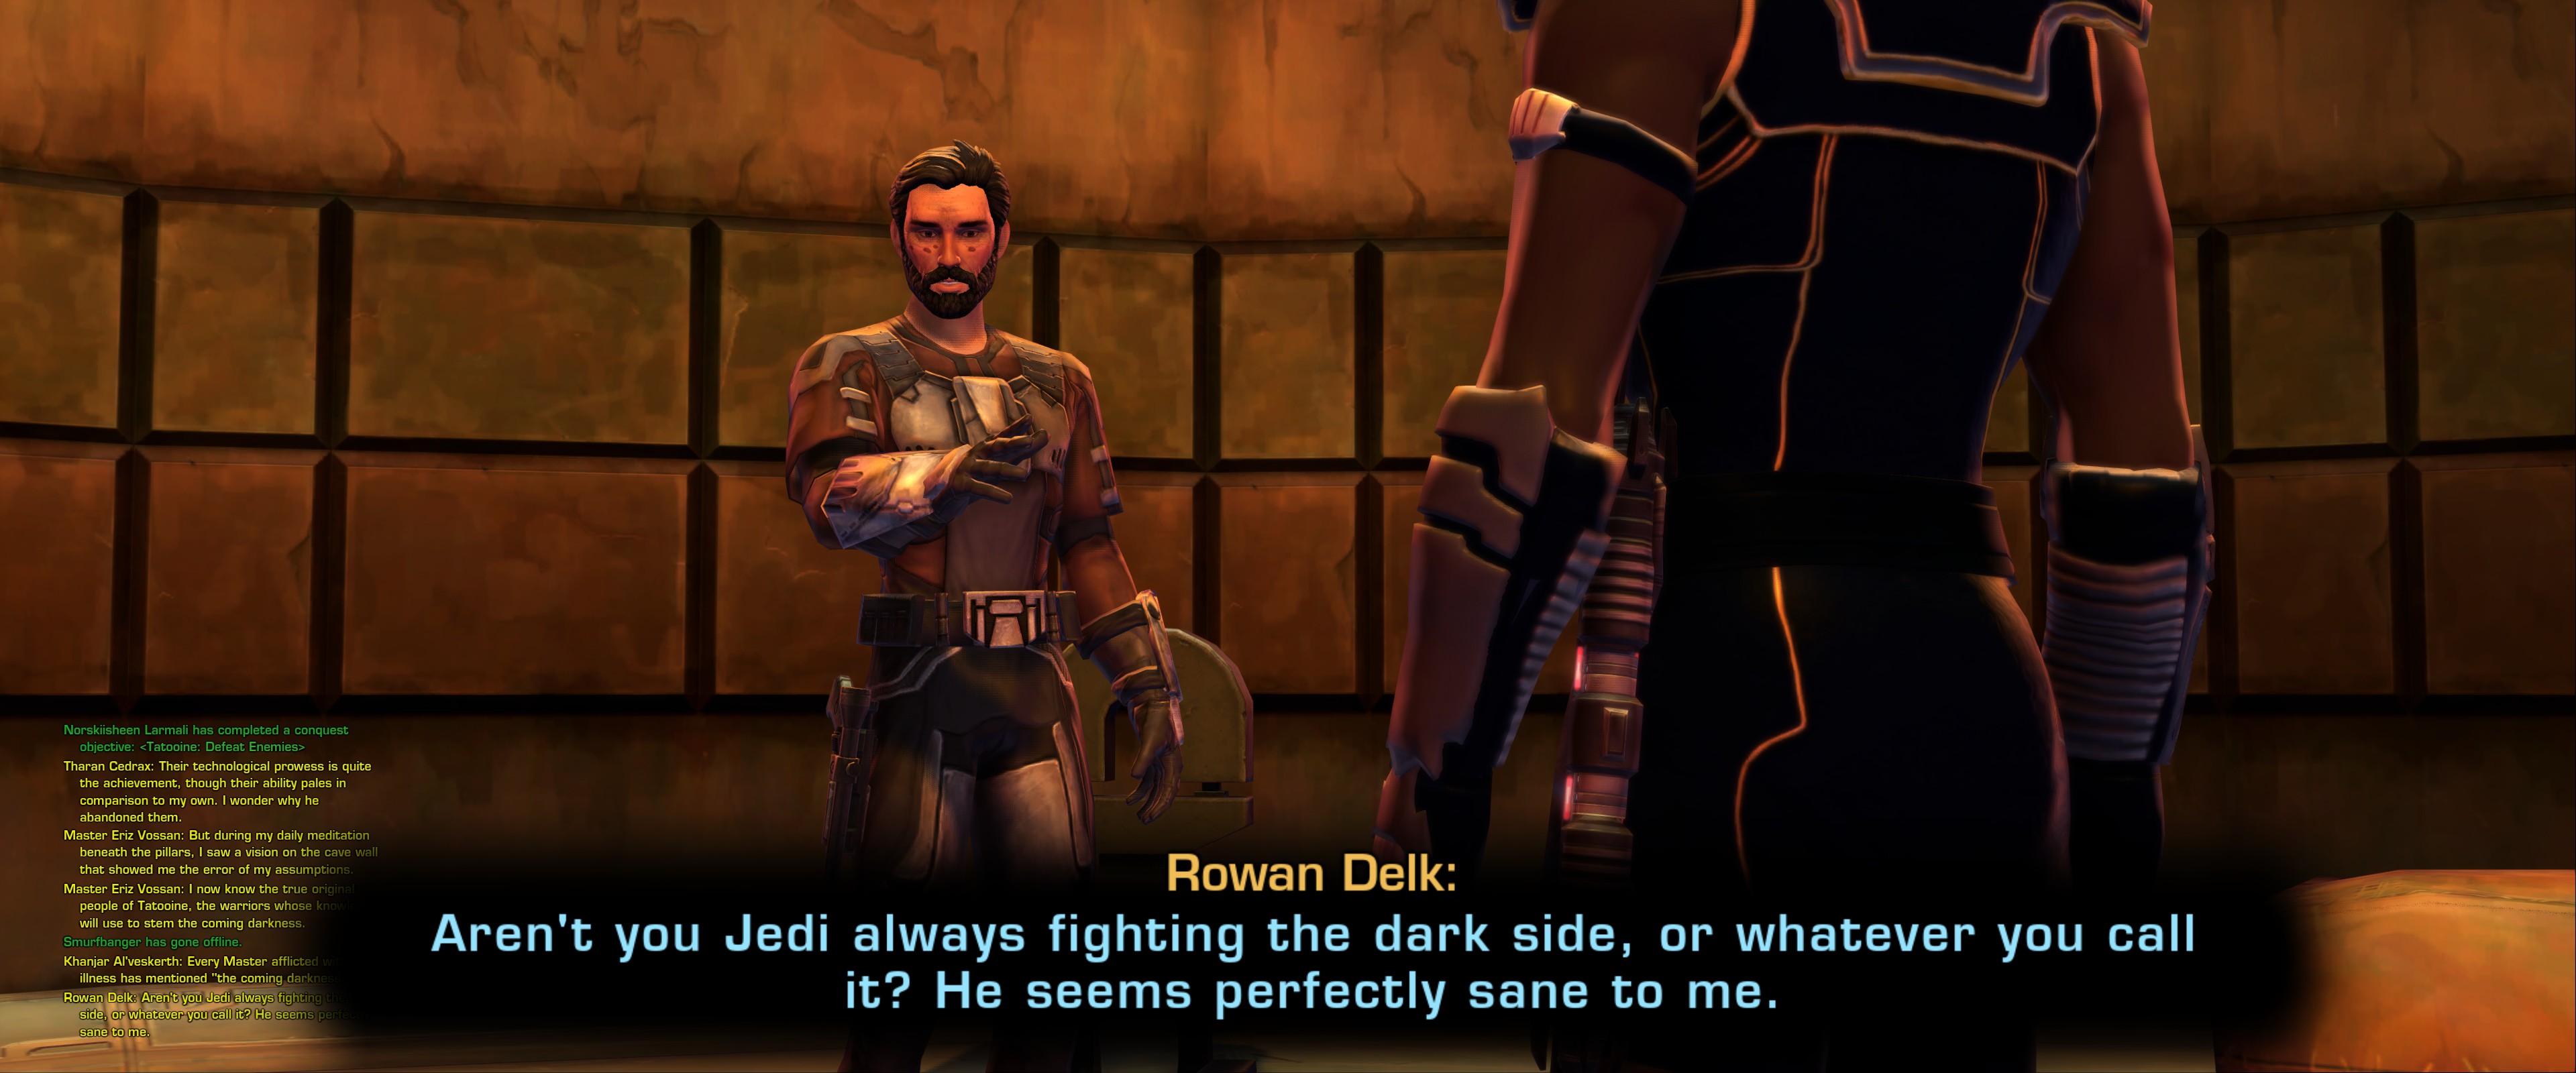 Norskiisheen Larmali has completed a conquest
objective: <Tatooine: Defeat Enemies>
Tharan Cedrax: Their technological prowess is quite
the achievement, though their ability pales in
comparison to my own. I wonder why he
abandoned them.
Master Eriz Vossan: But during my daily meditation
beneath the pillars, I saw a vision on the cave wall
that showed me the error of my assumptions.
Master Eriz Vossan: I now know the true original
people of Tatooine, the warriors whose
will use to stem the coming darkness.
Smurfbanger has gone offline.
Khanjar Al'veskerth: Every Master afflicted
illness has mentioned "the coming
Rowan Delk: Aren't you Jedi always fighting
side, or whatever you call it? He seems
sane to me.
Rowan Delk:
Aren't you Jedi always fighting the dark side, or whatever you call
it? He seems perfectly sane to me.